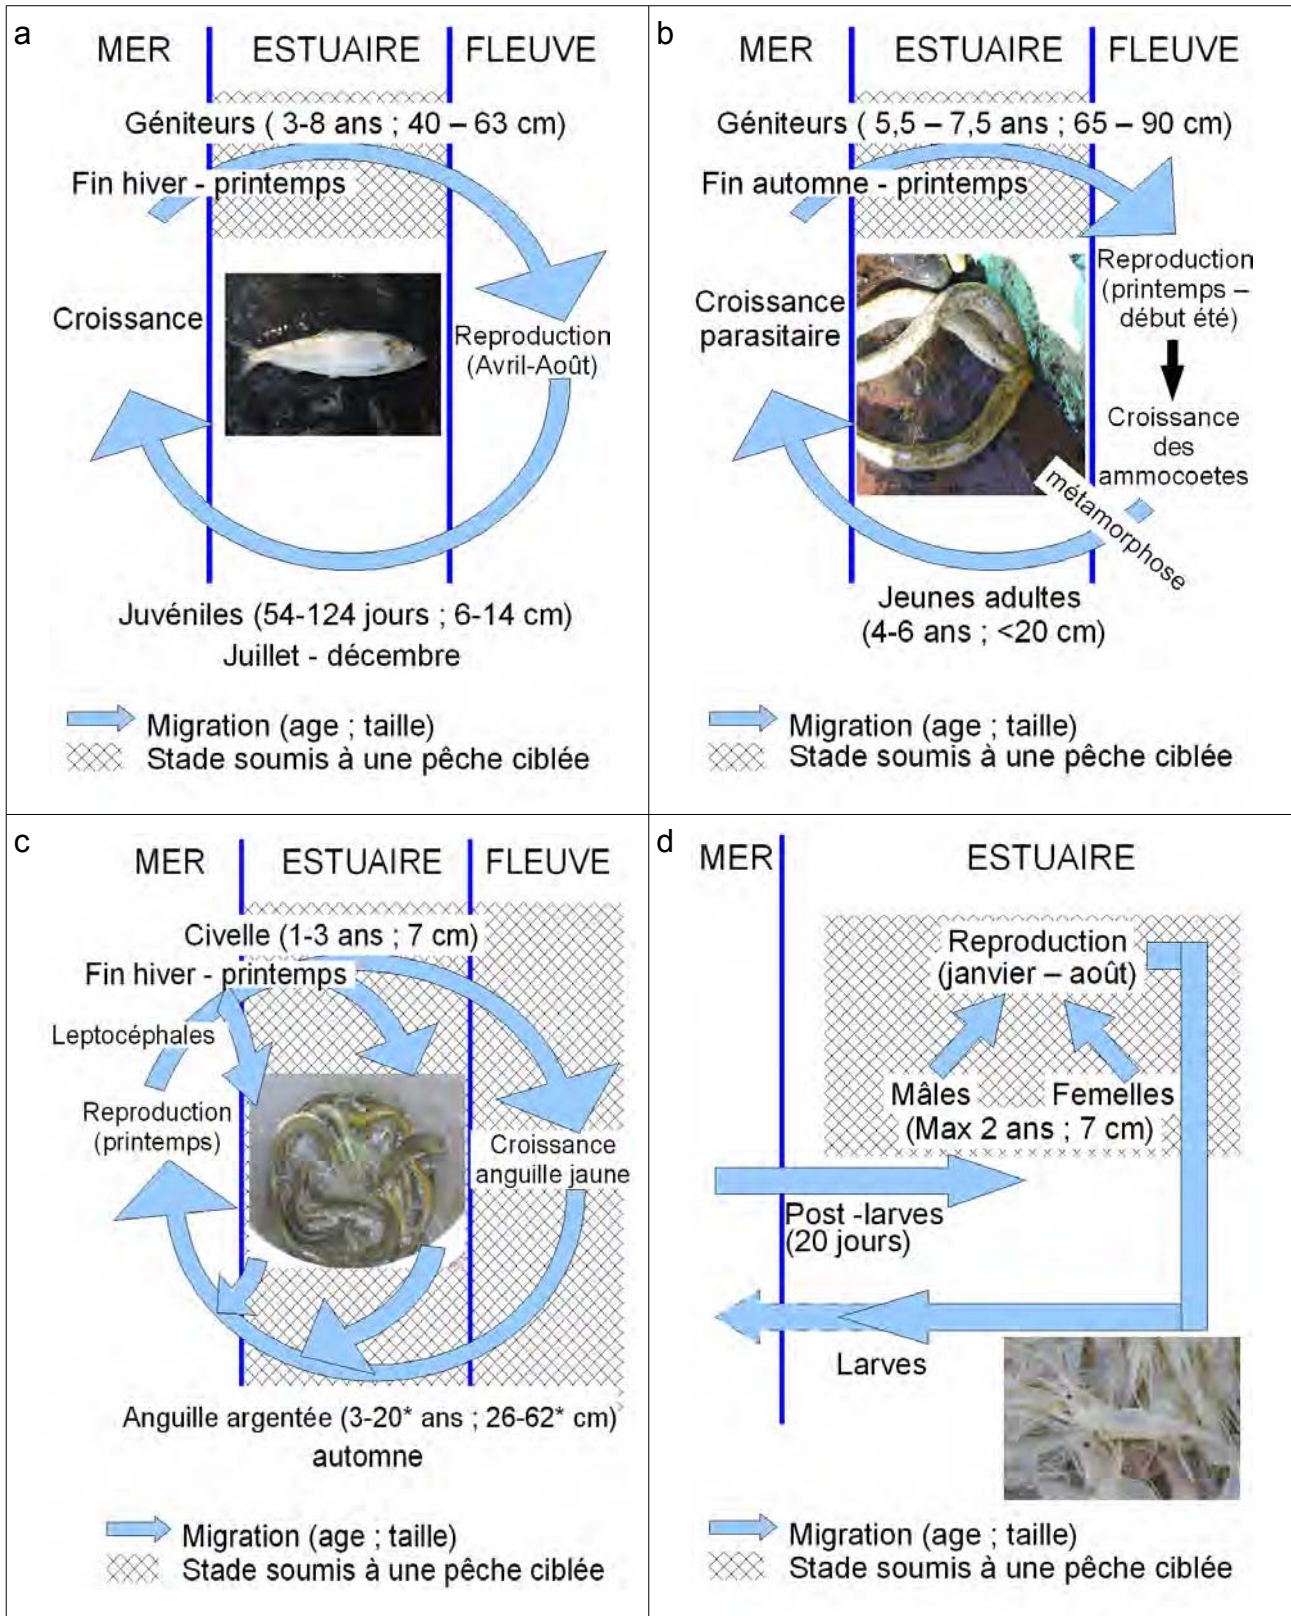 a
MER ESTUAIRE FLEUVE
Géniteurs ( 3-8 ans ; 40 – 63 cm)
Fin hiver - printemps
Croissance
Reproduction
(Avril-Août)
Juvéniles (54-124 jours ; 6-14 cm)
Juillet - décembre
Migration (age ; taille)
Stade soumis à une pêche ciblée
b
MER ESTUAIRE FLEUVE
Géniteurs ( 5,5 – 7,5 ans ; 65 – 90 cm)
Fin automne - printemps
Reproduction
(printemps –
début été)
Croissance
parasitaire
Croissance
des
ammocoetes
métamorphose
Jeunes adultes
(4-6 ans ; <20 cm)
Migration (age ; taille)
Stade soumis à une pêche ciblée
c
MER ESTUAIRE FLEUVE
Civelle (1-3 ans ; 7 cm)
Fin hiver - printemps
Leptocéphales
Reproduction
(printemps)
Croissance
anguille jaune
Anguille argentée (3-20* ans ; 26-62* cm)
automne
Migration (age ; taille)
Stade soumis à une pêche ciblée
d
MER ESTUAIRE
Reproduction
(janvier – août)
Mâles Femelles
(Max 2 ans ; 7 cm)
Post -larves
(20 jours)
Larves
Migration (age ; taille)
Stade soumis à une pêche ciblée